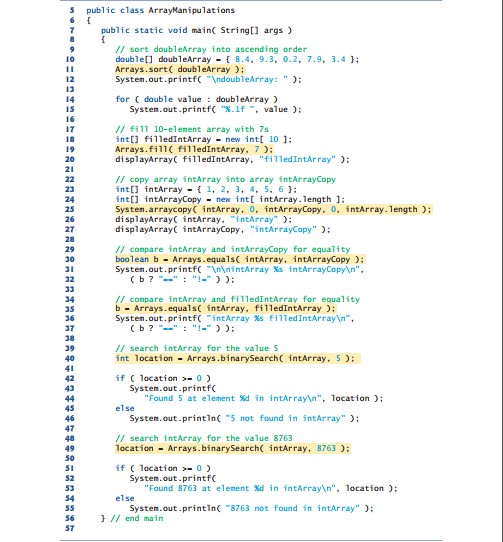 5 public class ArrayManipulations
6 {
7 public static void main( String[] args )
8 {
9 // sort doubleArray into ascending order
10 double[] doubleArray = { 8.4, 9.3, 0.2, 7.9, 3.4 };
11 Arrays.sort( doubleArray );
12 System.out.printf( "\ndoubleArray: " );
13
14 for ( double value : doubleArray )
15 System.out.printf( "%.1f ", value );
16
17 // fill 10-element array with 7s
18 int[] filledIntArray = new int[ 10 ];
19 Arrays.fill( filledIntArray, 7 );
20 displayArray( filledIntArray, "filledIntArray" );
21
22 // copy array intArray into array intArrayCopy
23 int[] intArray = { 1, 2, 3, 4, 5, 6 };
24 int[] intArrayCopy = new int[ intArray.length ];
25 System.arraycopy( intArray, 0, intArrayCopy, 0, intArray.length );
26 displayArray( intArray, "intArray" );
27 displayArray( intArrayCopy, "intArrayCopy" );
28
29 // compare intArray and intArrayCopy for equality
30 boolean b = Arrays.equals( intArray, intArrayCopy );
31 System.out.printf( "\n\nintArray %s intArrayCopy\n",
32 ( b ? "==" : "!=" ) );
33
34 // compare intArray and filledIntArray for equality
35 b = Arrays.equals( intArray, filledIntArray );
36 System.out.printf( "intArray %s filledIntArray\n",
37 ( b ? "==" : "!=" ) );
38
39 // search intArray for the value 5
40 int location = Arrays.binarySearch( intArray, 5 );
41
42 if ( location >= 0 )
43 System.out.printf(
44 "Found 5 at element %d in intArray\n", location );
45 else
46 System.out.println( "5 not found in intArray" );
47
48 // search intArray for the value 8763
49 location = Arrays.binarySearch( intArray, 8763 );
50
51 if ( location >= 0 )
52 System.out.printf(
53 "Found 8763 at element %d in intArray\n", location );
54 else
55 System.out.println( "8763 not found in intArray" );
56 } // end main
57